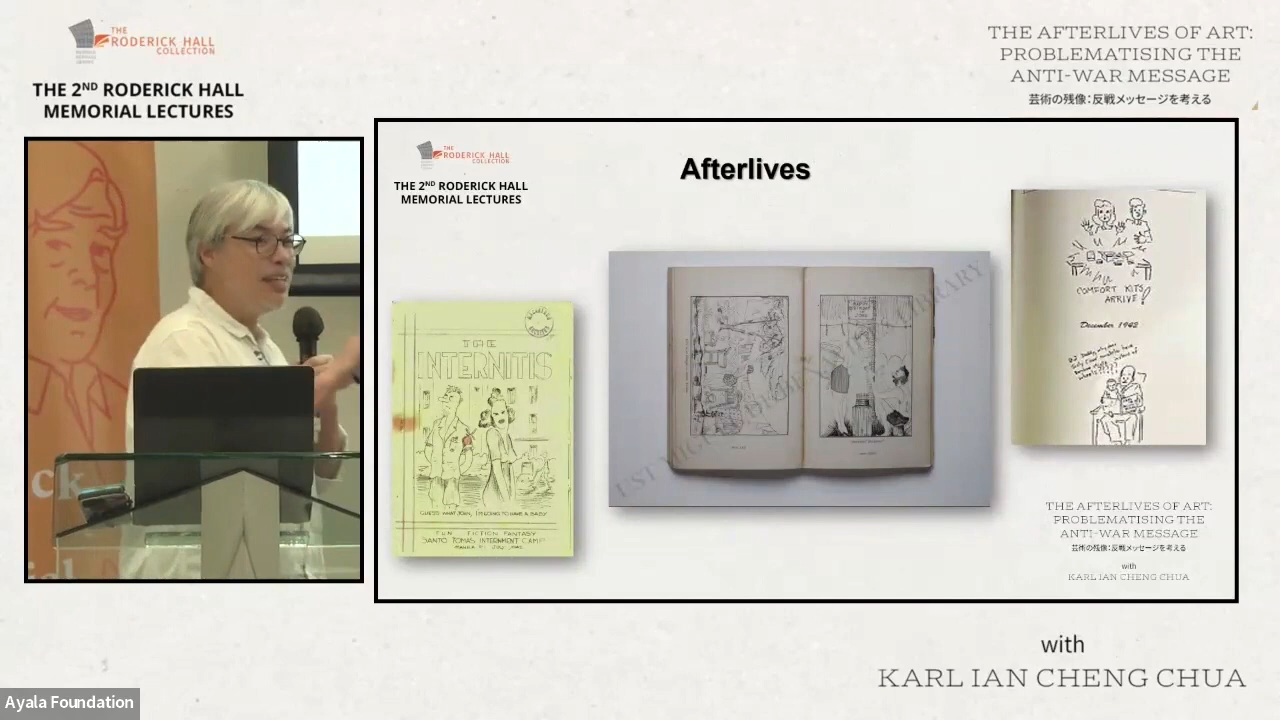 THE
RODERICK HALL
COLLECTION
THE 2ND RODERICK HALL
MEMORIAL LECTURES
THE AFTERLIVES OF ART:
PROBLEMATISING THE
ANTI-WAR MESSAGE
芸術の残像:反戦メッセージを考える
THE
RODERICK HALL
COLLECTION
THE 2ND RODERICK HALL
MEMORIAL LECTURES
Afterlives
THE
INTERNITIS
GUESS WHAT JOHN, I'M GOING TO HAVE A BABY
FUN FICTION FANTASY
SANTO TOMAS INTERNMENT CAMP
LIBRARY
COMFORT KITS
ARRIVE!
December 1942
THE AFTERLIVES OF ART:
PROBLEMATISING THE
ANTI-WAR MESSAGE
芸術の残像:反戦メッセージを考える
with
KARL IAN CHENG CHUA
ck
with
KARL IAN CHENG CHUA
Ayala Foundation